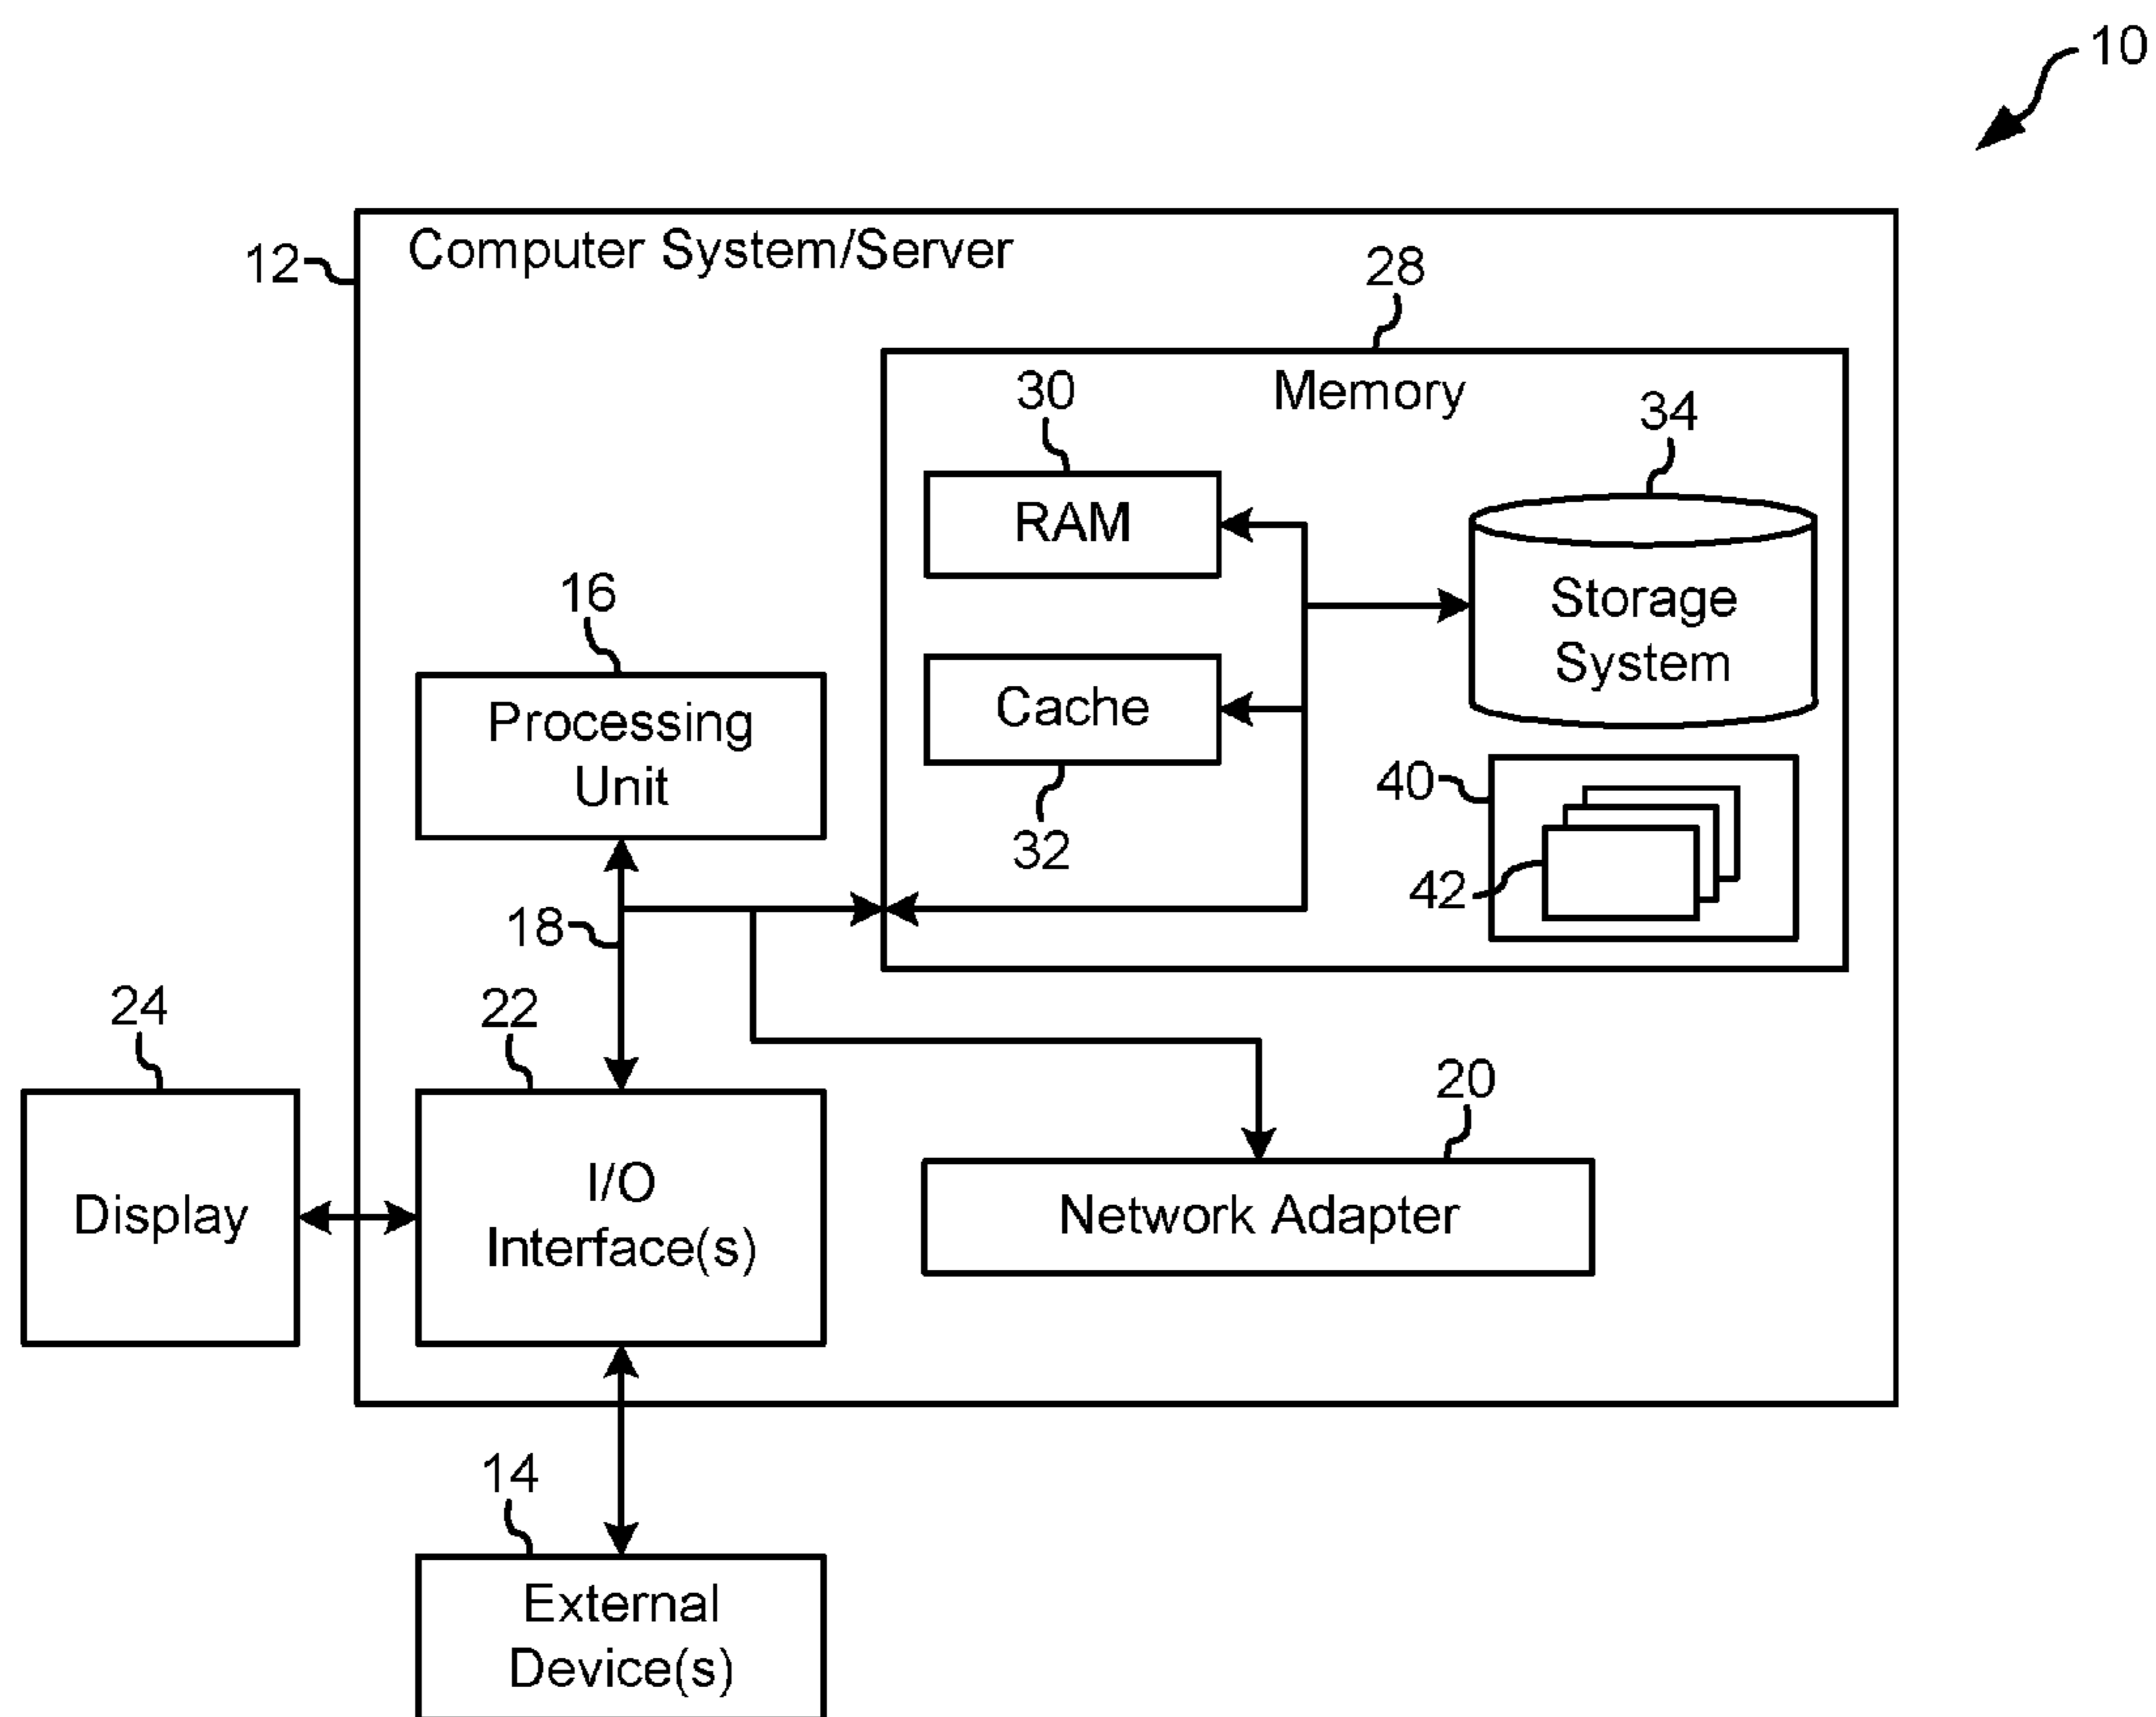 10
12
Computer System/Server
28
Memory
30
34
RAM
Storage
System
16
Processing
Unit
Cache
32
40
42
18
24
22
20
Display
I/O
Interface(s)
Network Adapter
14
External
Device(s)